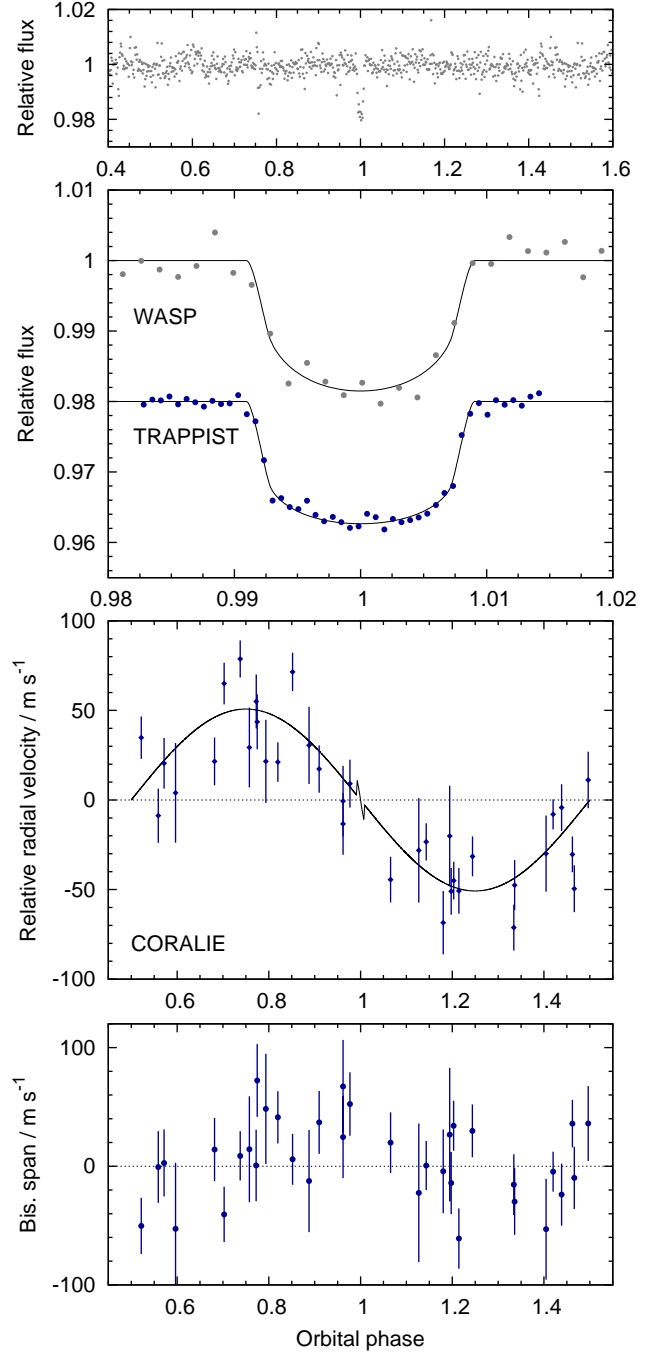 1.02
1
0.98
Relative flux
0.4 0.6 0.8 1 1.2 1.4 1.6
1.01
1
0.99
0.98
0.97
0.96
Relative flux
WASP
TRAPPIST
0.98 0.99 1 1.01 1.02
100
50
0
-50
-100
Relative radial velocity / m s⁻¹
CORALIE
0.6 0.8 1 1.2 1.4
100
0
-100
Bis. span / m s⁻¹
0.6 0.8 1 1.2 1.4
Orbital phase